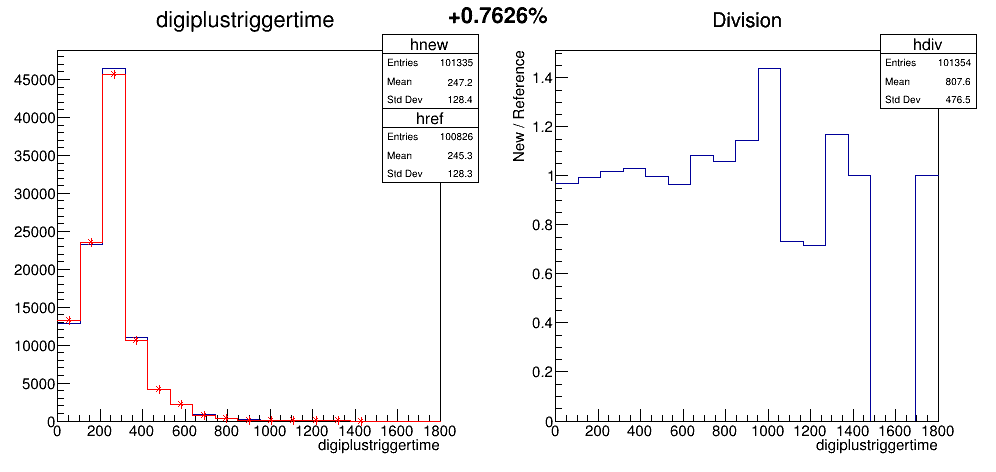 digiplustriggertime
+0.7626%
Division
hnew
Entries 101335
Mean 247.2
Std Dev 128.4
href
Entries 100826
Mean 245.3
Std Dev 128.3
45000
40000
35000
30000
25000
20000
15000
10000
5000
0
0 200 400 600 800 1000 1200 1400 1600 1800
digiplustriggertime
hdiv
Entries 101354
Mean 807.6
Std Dev 476.5
New / Reference
1.4
1.2
1
0.8
0.6
0.4
0.2
0
0 200 400 600 800 1000 1200 1400 1600 1800
digiplustriggertime